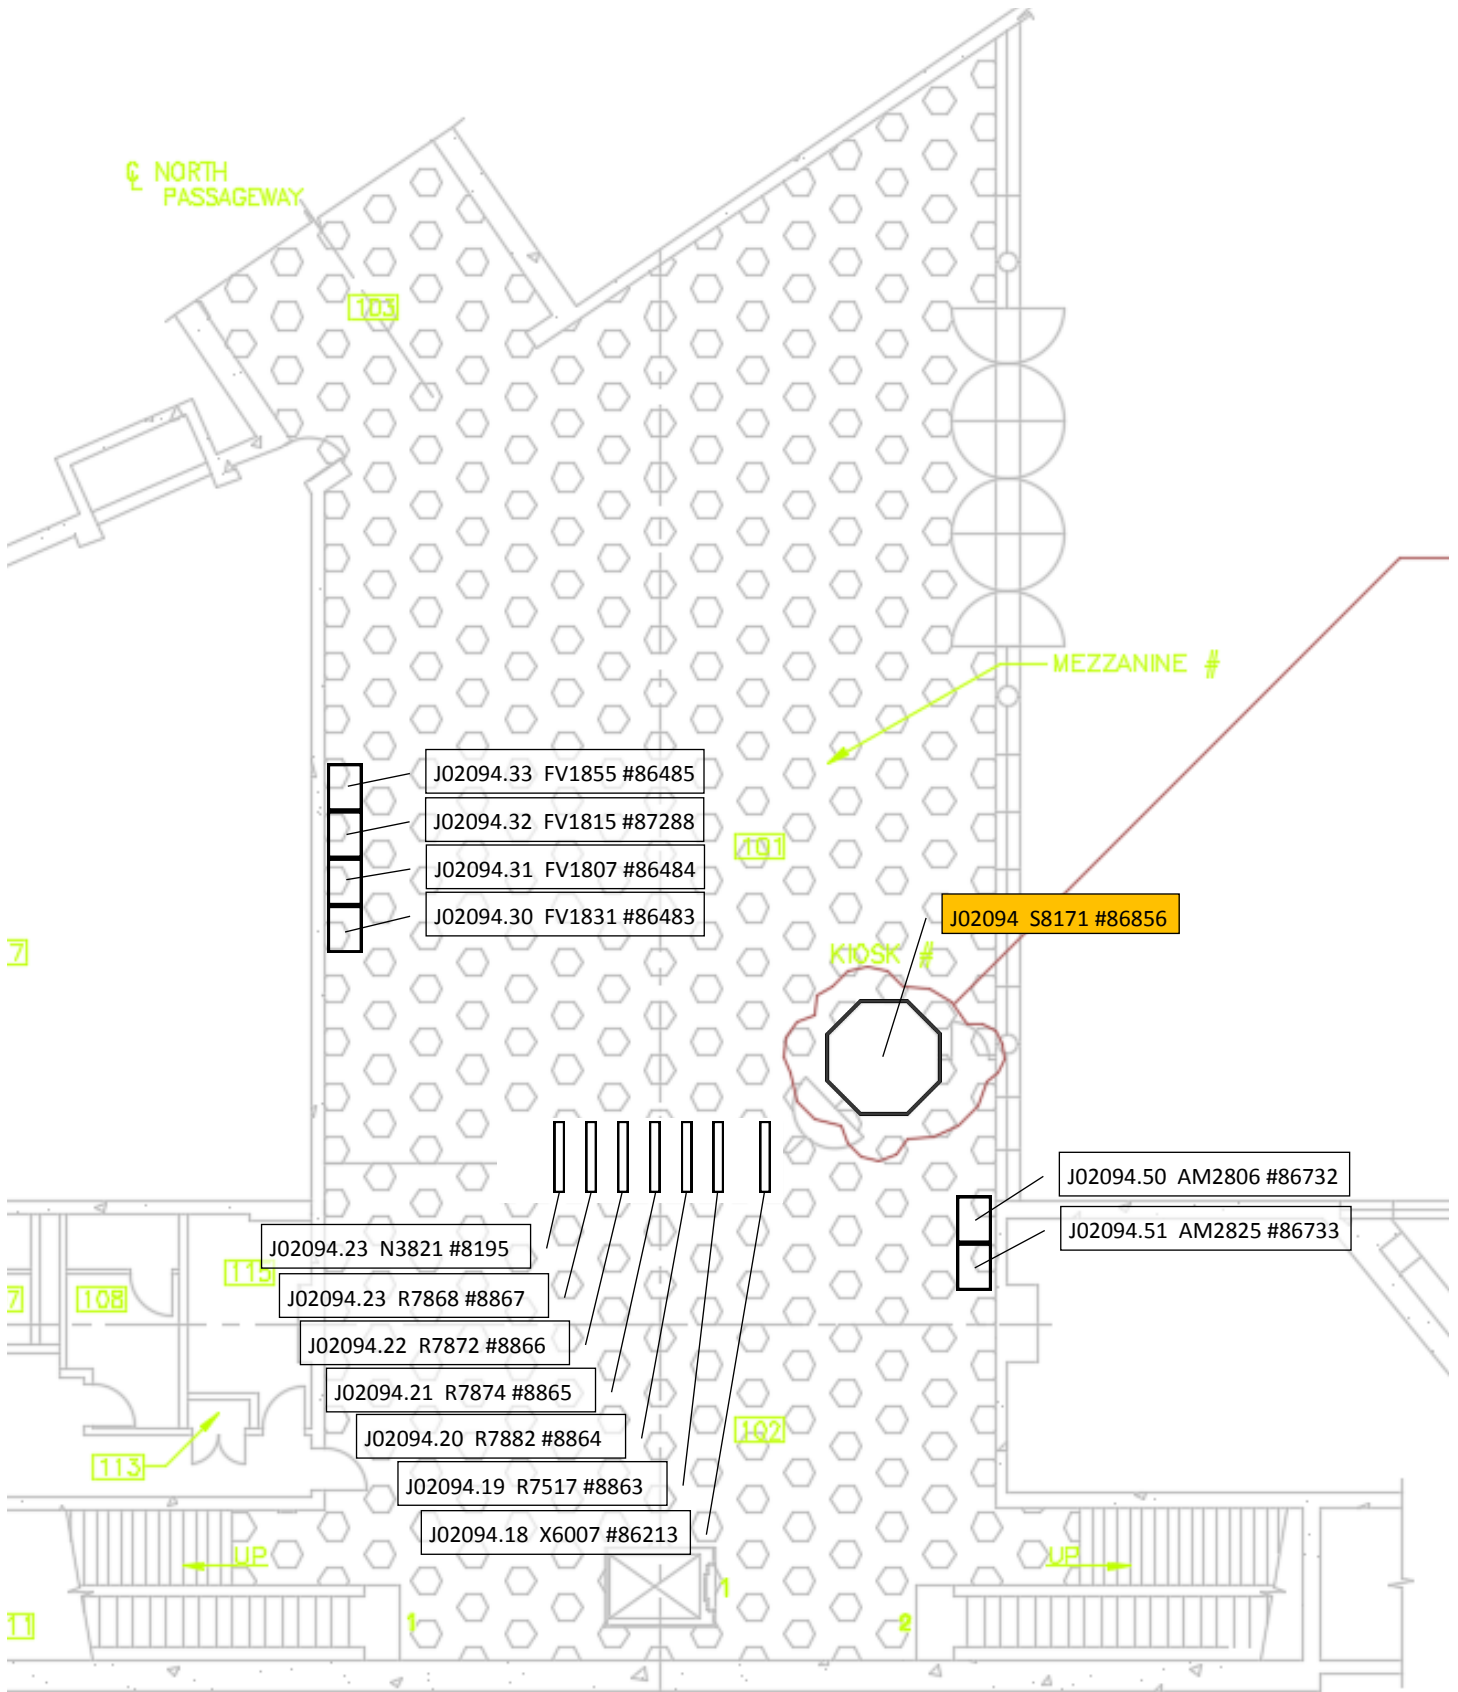 ℄ NORTH
PASSAGEWAY
103
MEZZANINE #
J02094.33 FV1855 #86485
J02094.32 FV1815 #87288
J02094.31 FV1807 #86484
J02094.30 FV1831 #86483
101
J02094 S8171 #86856
KIOSK #
7
J02094.50 AM2806 #86732
J02094.51 AM2825 #86733
J02094.23 N3821 #8195
115
J02094.23 R7868 #8867
7
108
J02094.22 R7872 #8866
J02094.21 R7874 #8865
J02094.20 R7882 #8864
102
113
J02094.19 R7517 #8863
J02094.18 X6007 #86213
UP
UP
1
11
1
2